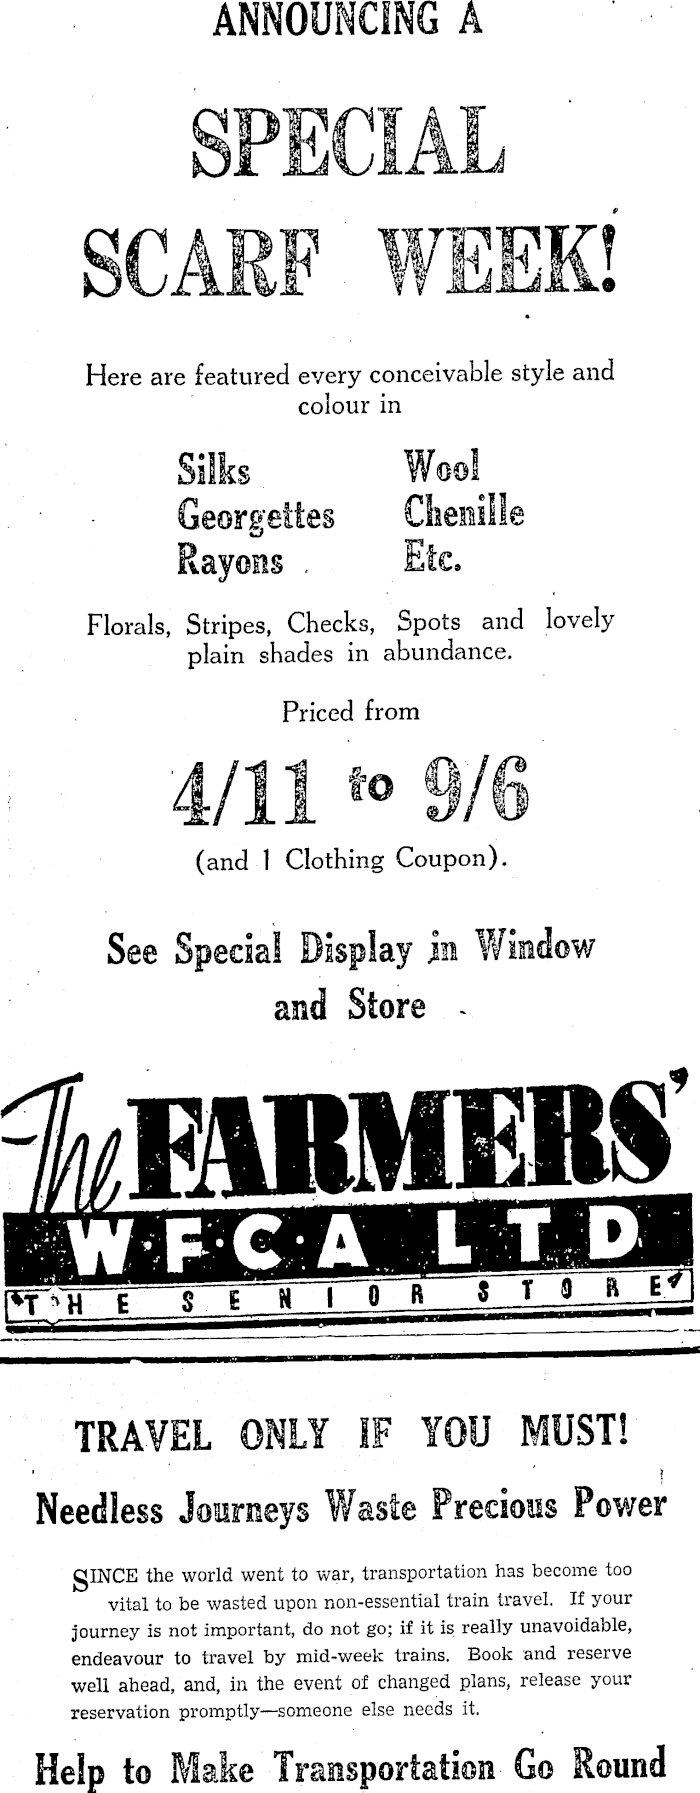 ANNOUNCING A
SPECIAL
SCARF WEEK!
Here are featured every conceivable style and
colour in
Silks Wool
Georgettes Chenille
Rayons Etc.
Florals, Stripes, Checks, Spots and lovely
plain shades in abundance.
Priced from
4/11 to 9/6
(and 1 Clothing Coupon).
See Special Display in Window
and Store
The FARMERS'
W·F·C·A LTD
"THE SENIOR STORE"
TRAVEL ONLY IF YOU MUST!
Needless Journeys Waste Precious Power
SINCE the world went to war, transportation has become too
vital to be wasted upon non-essential train travel. If your
journey is not important, do not go; if it is really unavoidable,
endeavour to travel by mid-week trains. Book and reserve
well ahead, and, in the event of changed plans, release your
reservation promptly—someone else needs it.
Help to Make Transportation Go Round